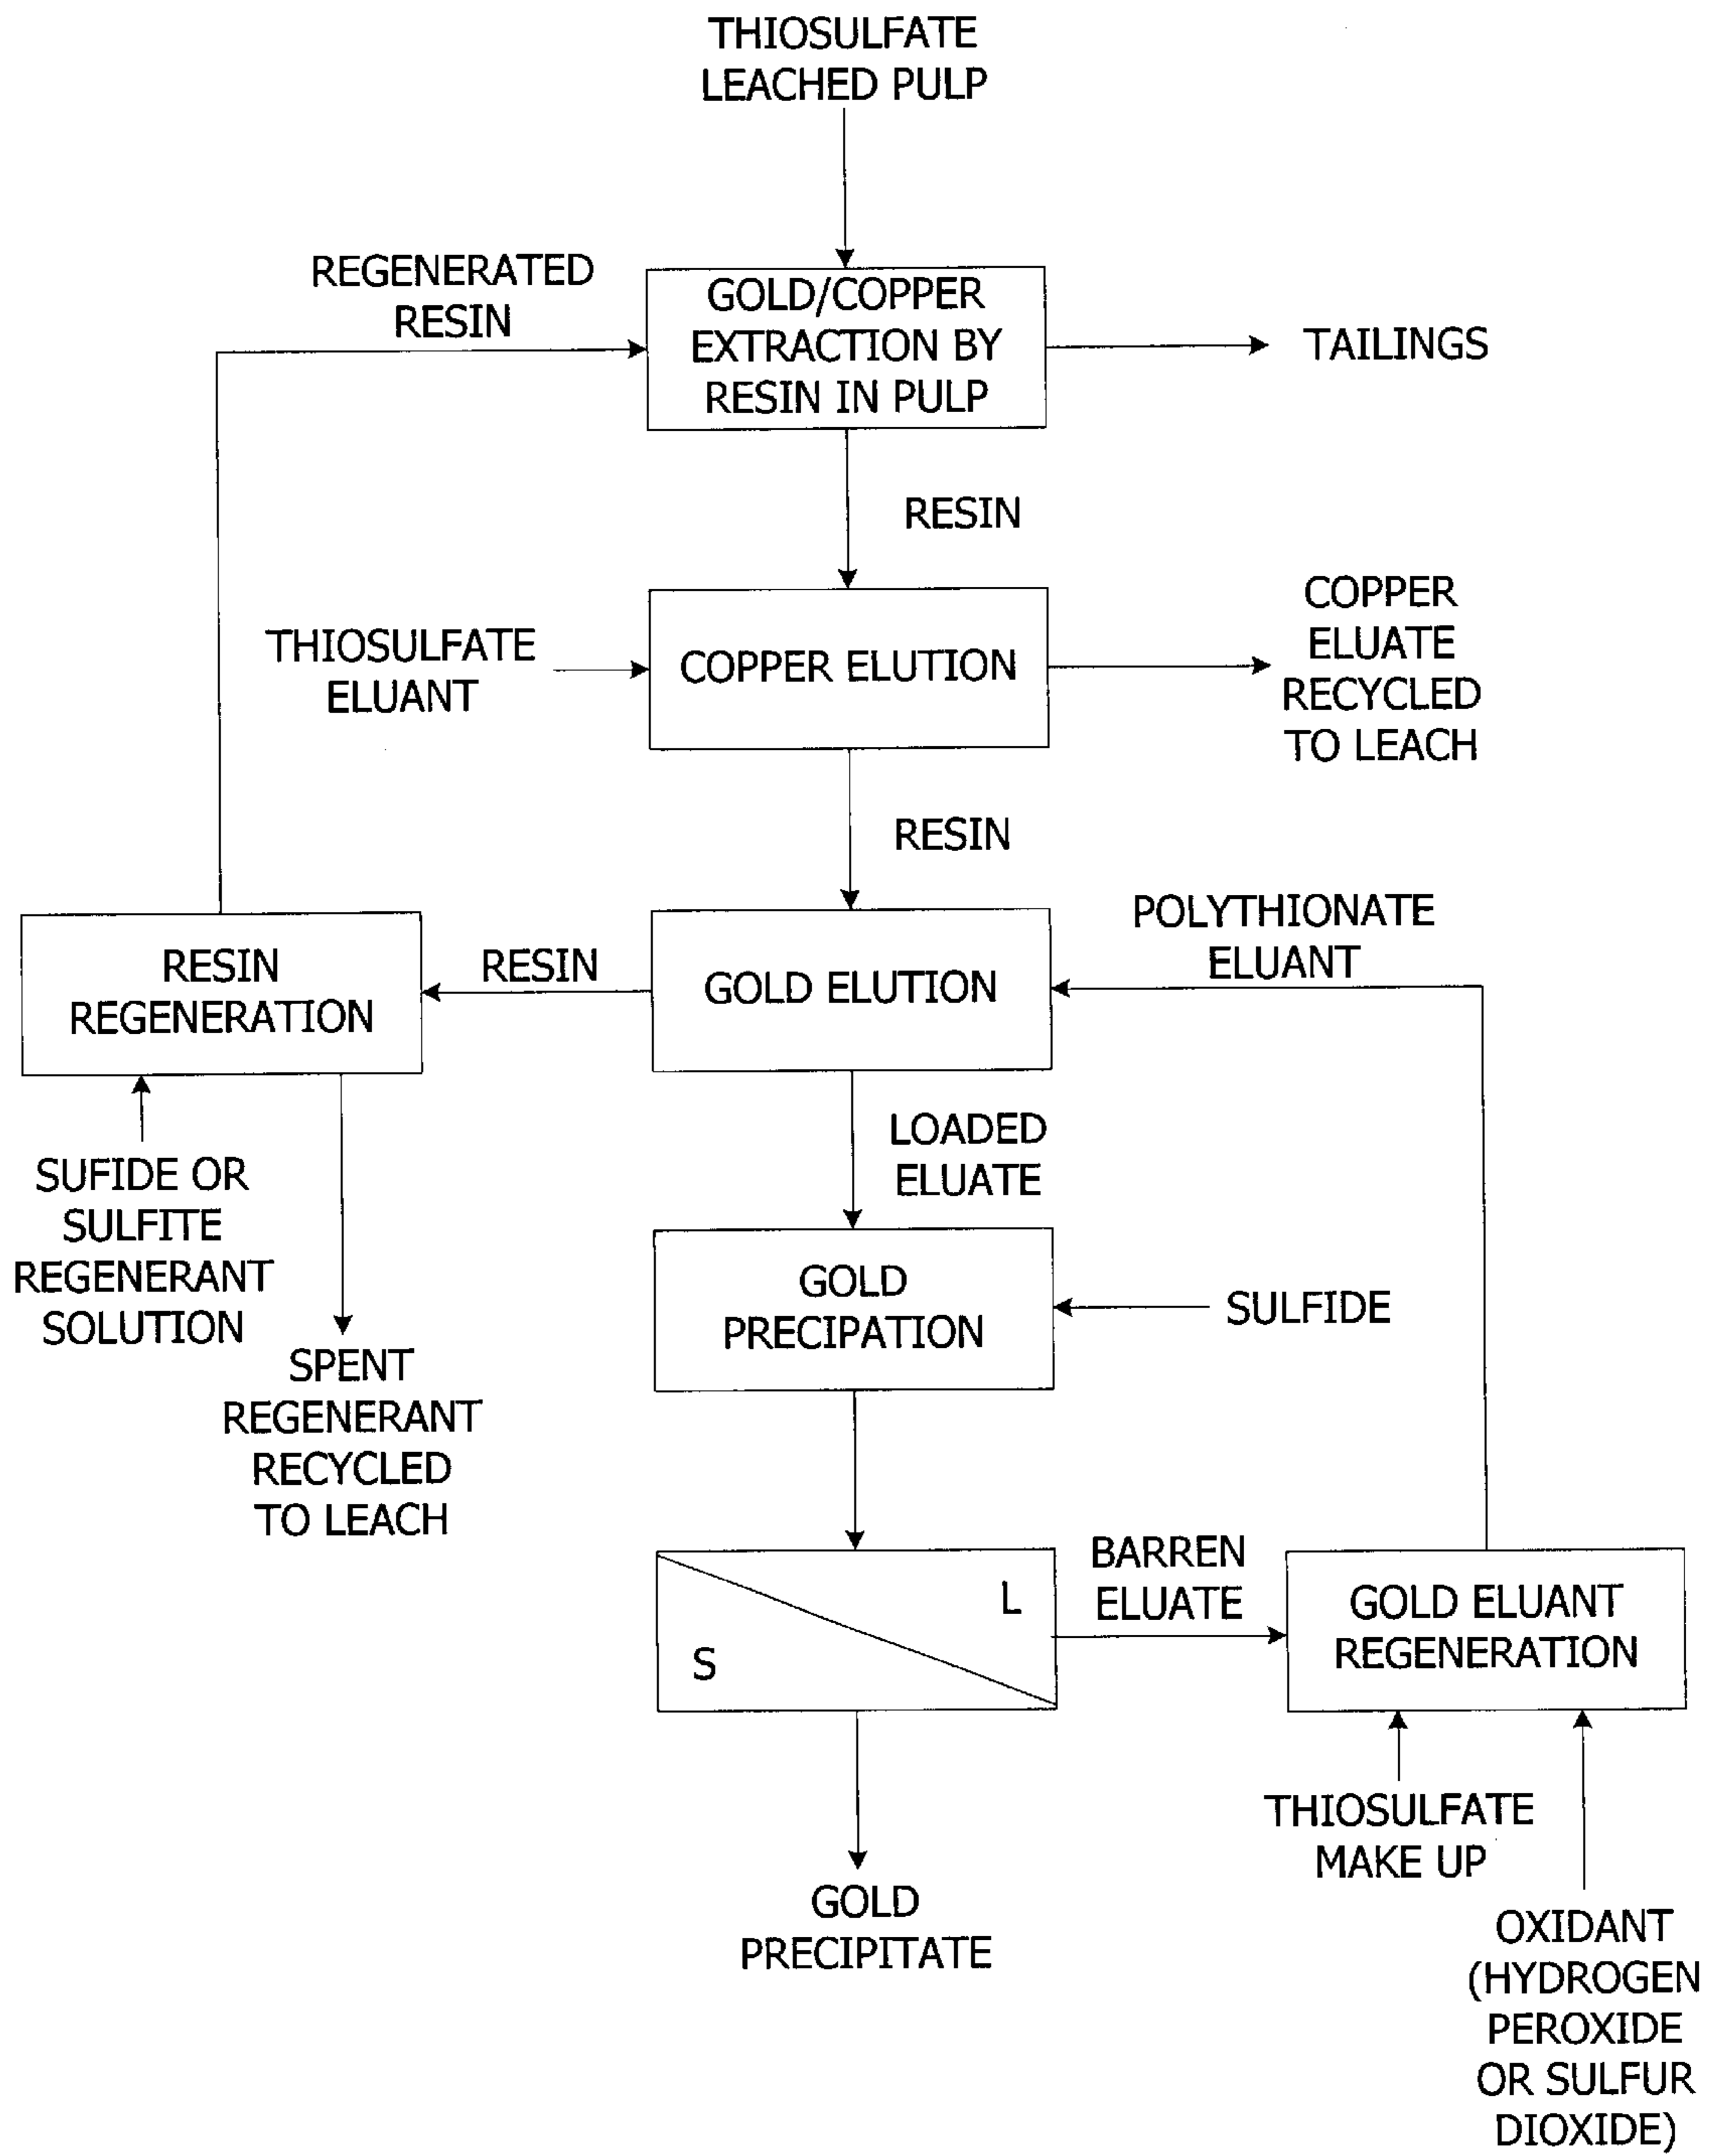 THIOSULFATE
LEACHED PULP
REGENERATED
RESIN
GOLD/COPPER
EXTRACTION BY
RESIN IN PULP
TAILINGS
RESIN
THIOSULFATE
ELUANT
COPPER ELUTION
COPPER
ELUATE
RECYCLED
TO LEACH
RESIN
RESIN
REGENERATION
RESIN
GOLD ELUTION
POLYTHIONATE
ELUANT
SUFIDE OR
SULFITE
REGENERANT
SOLUTION
SPENT
REGENERANT
RECYCLED
TO LEACH
LOADED
ELUATE
GOLD
PRECIPATION
SULFIDE
L
S
BARREN
ELUATE
GOLD ELUANT
REGENERATION
THIOSULFATE
MAKE UP
OXIDANT
(HYDROGEN
PEROXIDE
OR SULFUR
DIOXIDE)
GOLD
PRECIPITATE